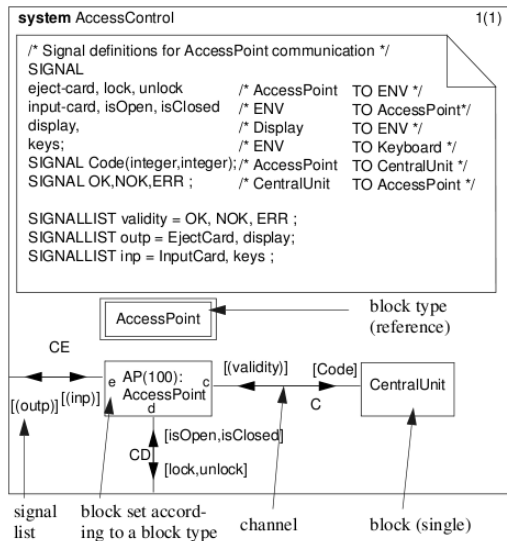 system AccessControl 1(1)
/* Signal definitions for AccessPoint communication */
SIGNAL
eject-card, lock, unlock /* AccessPoint TO ENV */
input-card, isOpen, isClosed /* ENV TO AccessPoint*/
display, /* Display TO ENV */
keys; /* ENV TO Keyboard */
SIGNAL Code(integer,integer); /* AccessPoint TO CentralUnit */
SIGNAL OK,NOK,ERR ; /* CentralUnit TO AccessPoint */
SIGNALLIST validity = OK, NOK, ERR ;
SIGNALLIST outp = EjectCard, display;
SIGNALLIST inp = InputCard, keys ;
AccessPoint
block type
(reference)
CE
[(validity)] [Code]
e AP(100): c
AccessPoint
d
CentralUnit
C
[(outp)] [(inp)]
[isOpen,isClosed]
CD
[lock,unlock]
signal
list
block set accord-
ing to a block type
channel
block (single)